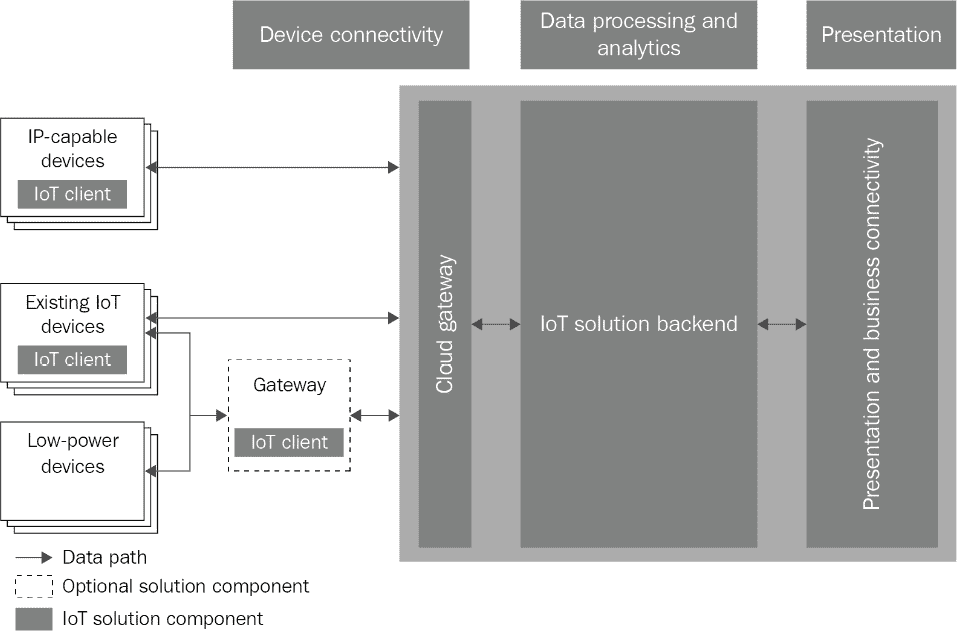 Device connectivity
Data processing and
analytics
Presentation
IP-capable
devices
IoT client
Existing IoT
devices
IoT client
Low-power
devices
Gateway
IoT client
Cloud gateway
IoT solution backend
Presentation and business connectivity
Data path
Optional solution component
IoT solution component